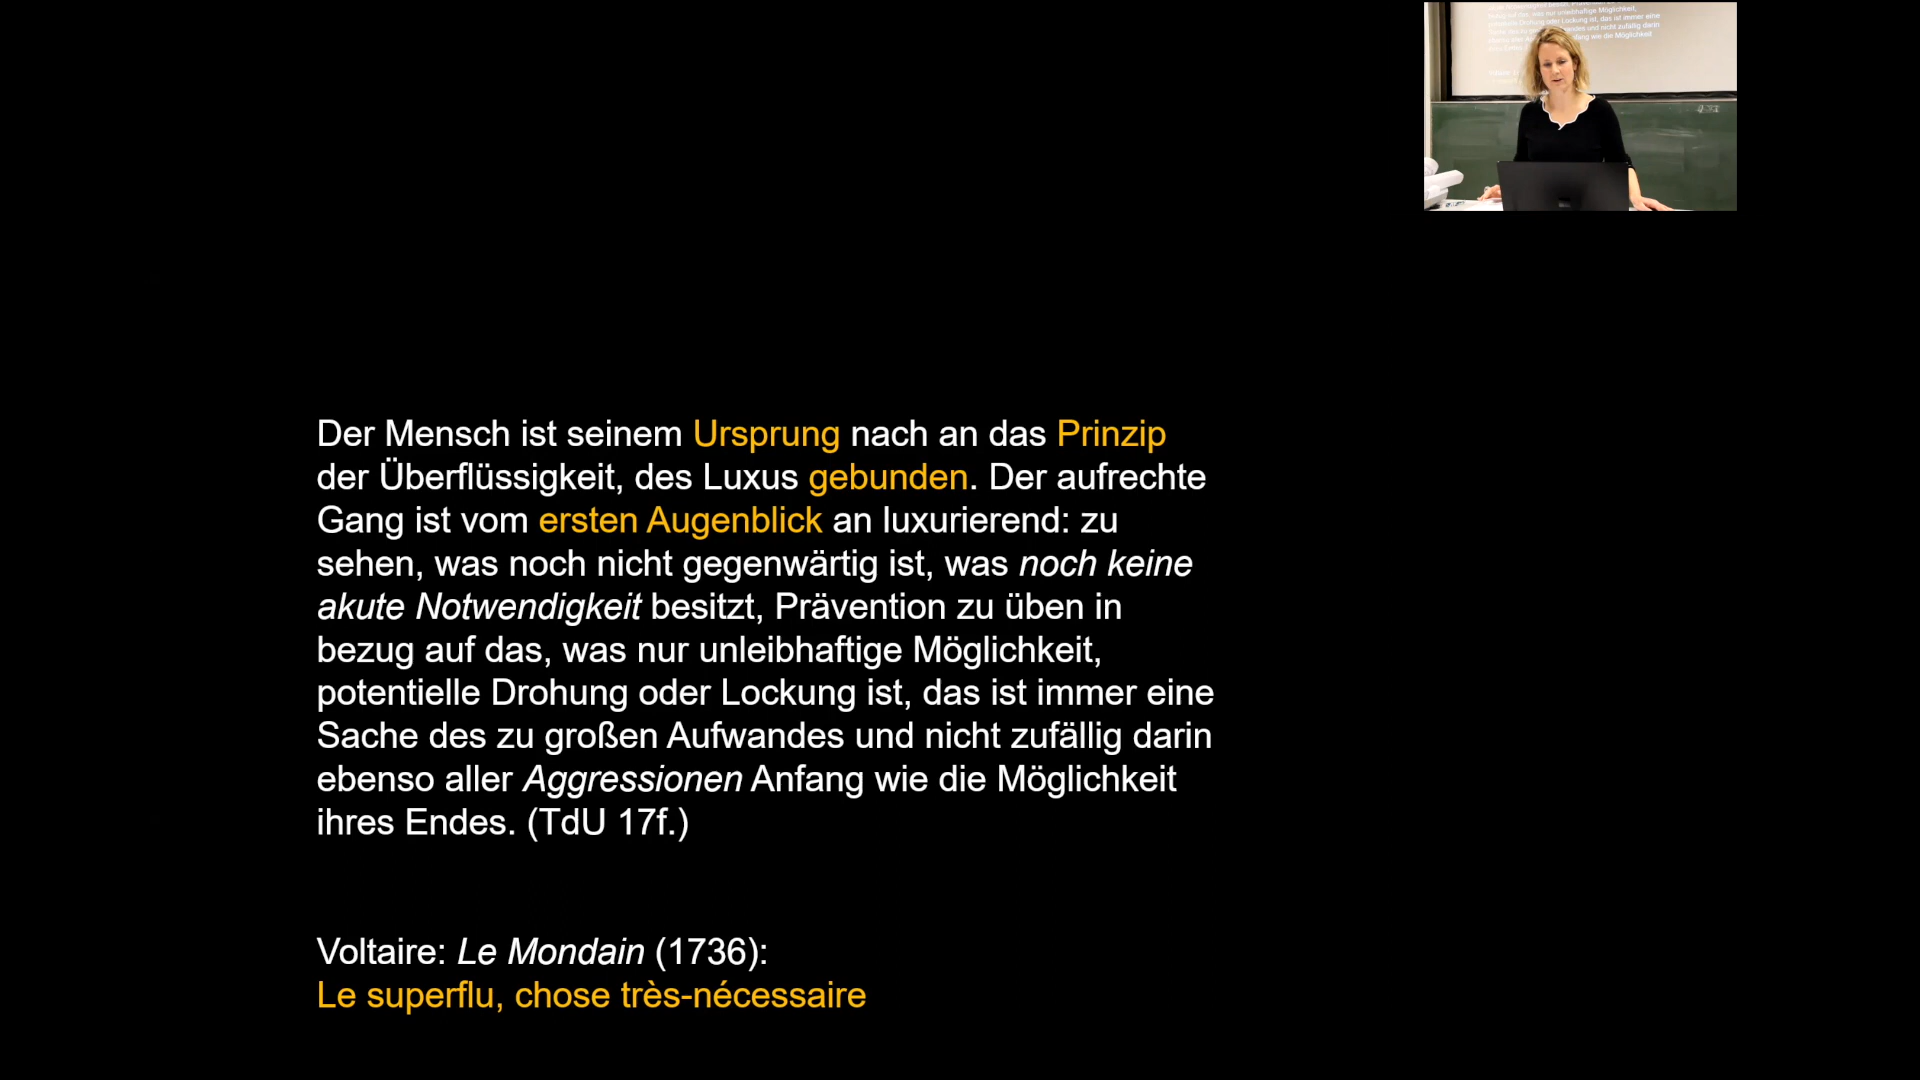 Der Mensch ist seinem Ursprung nach an das Prinzip
der Überflüssigkeit, des Luxus gebunden. Der aufrechte
Gang ist vom ersten Augenblick an luxurierend: zu
sehen, was noch nicht gegenwärtig ist, was noch keine
akute Notwendigkeit besitzt, Prävention zu üben in
bezug auf das, was nur unleibhaftige Möglichkeit,
potentielle Drohung oder Lockung ist, das ist immer eine
Sache des zu großen Aufwandes und nicht zufällig darin
ebenso aller Aggressionen Anfang wie die Möglichkeit
ihres Endes. (TdU 17f.)
Voltaire: Le Mondain (1736):
Le superflu, chose très-nécessaire